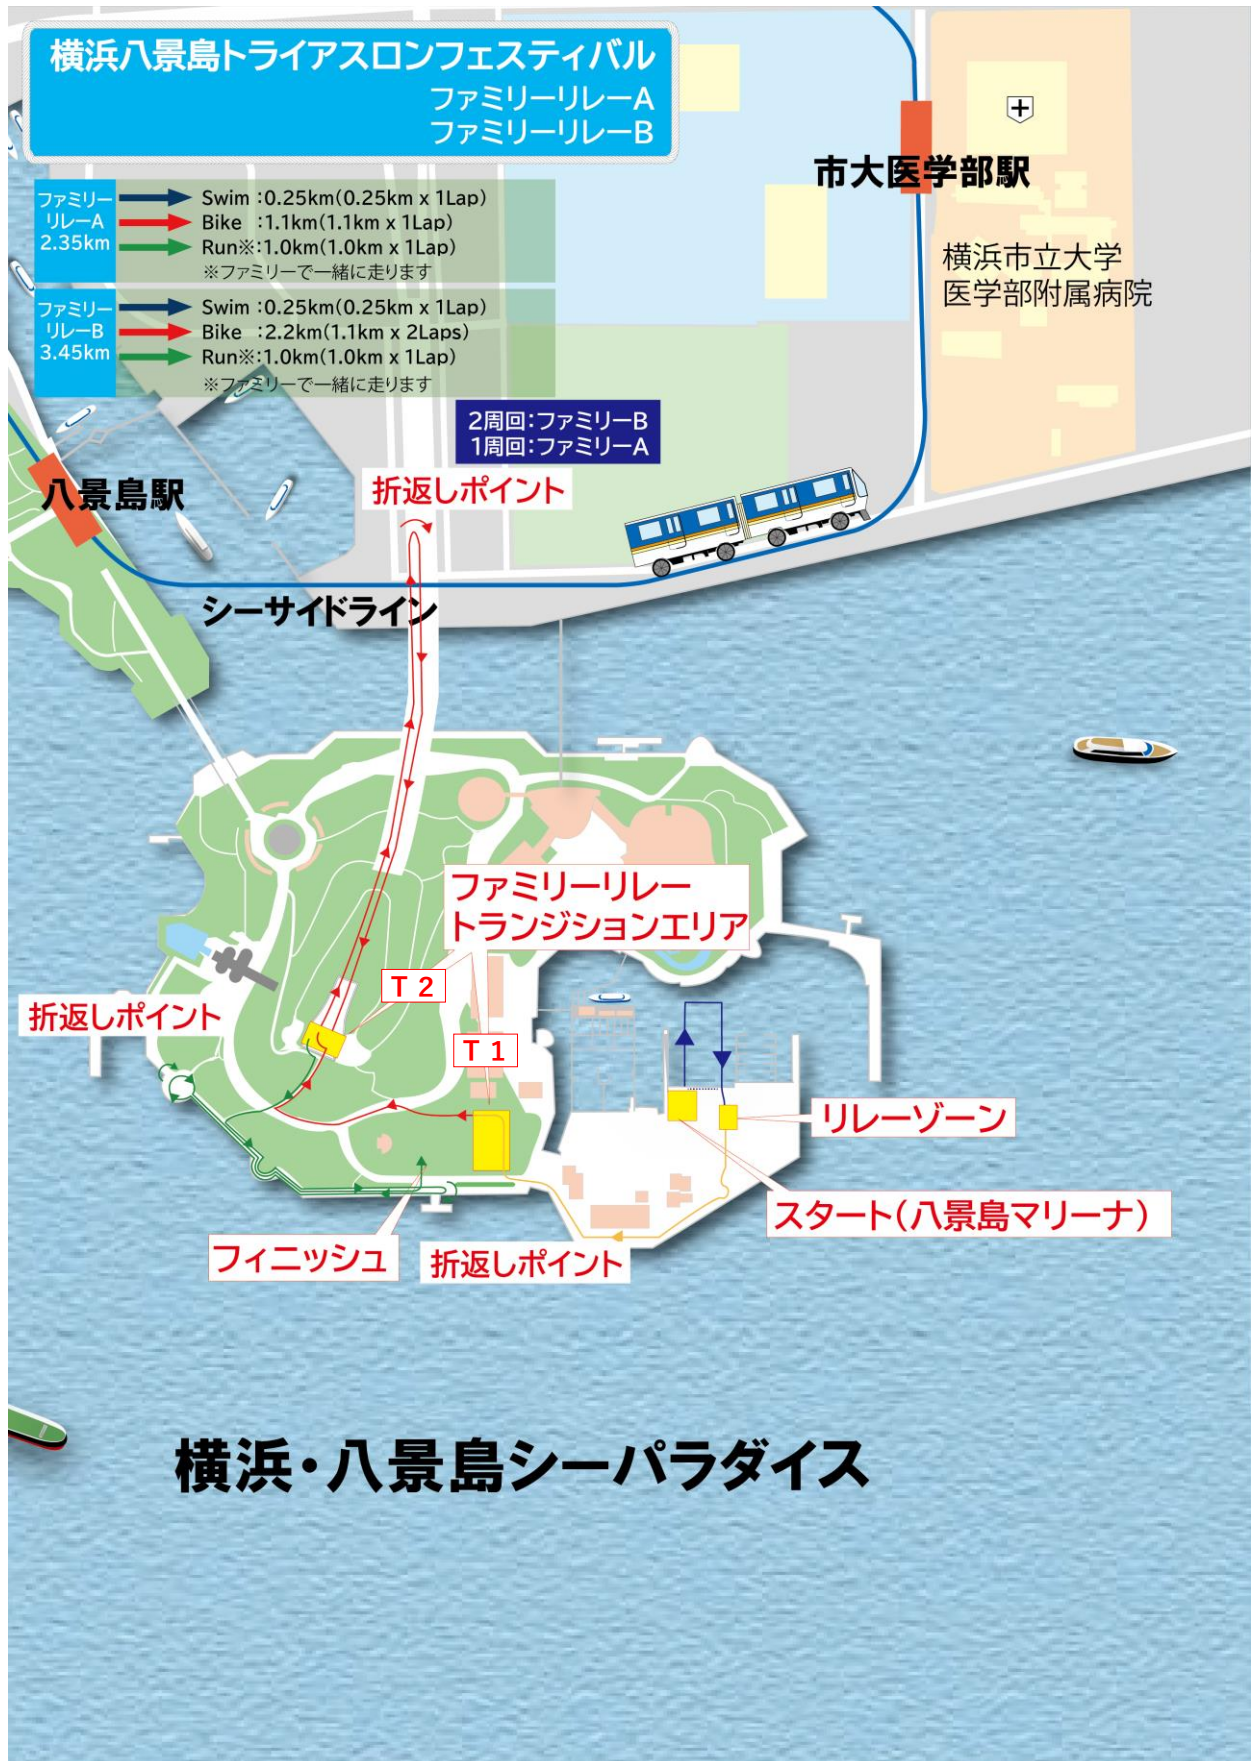 横浜八景島トライアスロンフェスティバル
ファミリーリレーA
ファミリーリレーB
ファミリー
リレーA
2.35km
Swim :0.25km(0.25km x 1Lap)
Bike :1.1km(1.1km x 1Lap)
Run※:1.0km(1.0km x 1Lap)
※ファミリーで一緒に走ります
ファミリー
リレーB
3.45km
Swim :0.25km(0.25km x 1Lap)
Bike :2.2km(1.1km x 2Laps)
Run※:1.0km(1.0km x 1Lap)
※ファミリーで一緒に走ります
市大医学部駅
横浜市立大学
医学部附属病院
2周回:ファミリーB
1周回:ファミリーA
折返しポイント
八景島駅
シーサイドライン
ファミリーリレー
トランジションエリア
T 2
折返しポイント
T 1
リレーゾーン
スタート(八景島マリーナ)
フィニッシュ
折返しポイント
横浜・八景島シーパラダイス